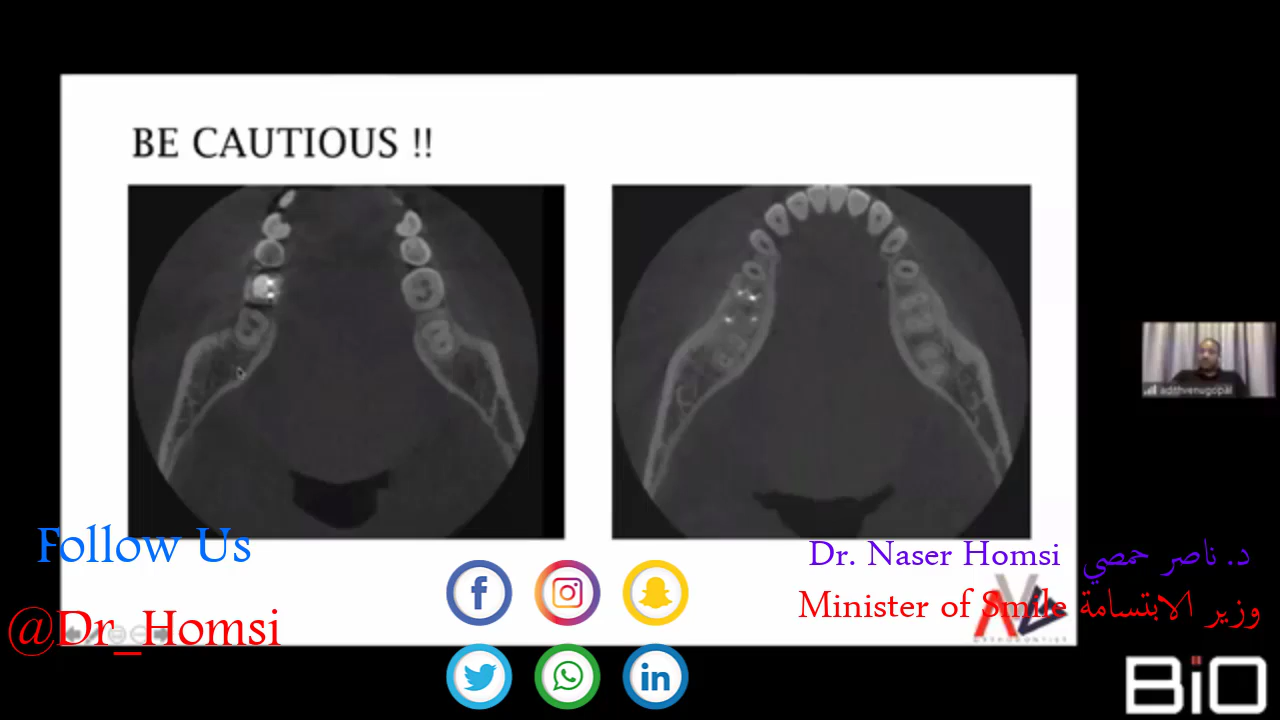 BE CAUTIOUS !!
adithvenugopal
Follow Us
@Dr_Homsi
Dr. Naser Homsi د. ناصر حمصي
Minister of Smile وزير الابتسامة
BiO